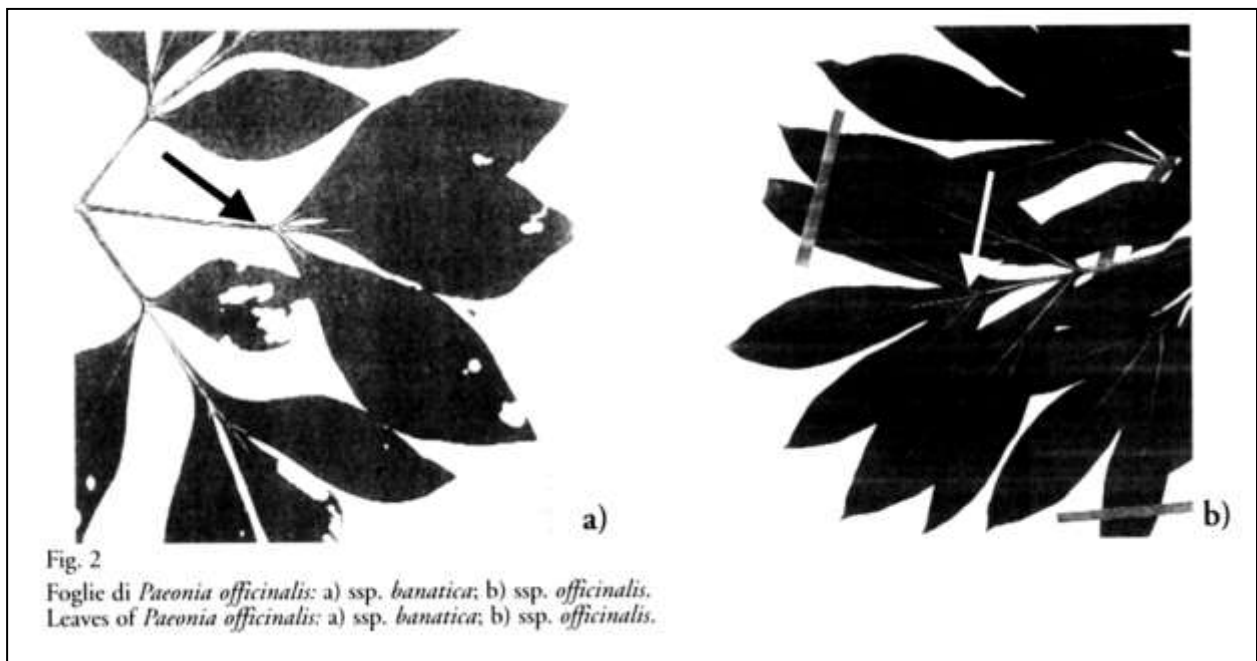 a)
b)
Fig. 2
Foglie di Paeonia officinalis: a) ssp. banatica; b) ssp. officinalis.
Leaves of Paeonia officinalis: a) ssp. banatica; b) ssp. officinalis.